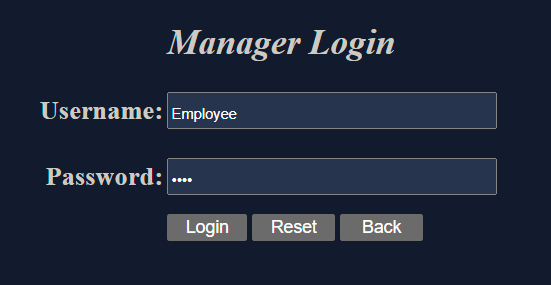 Manager Login
Username: Employee
Password: ••••
Login Reset Back